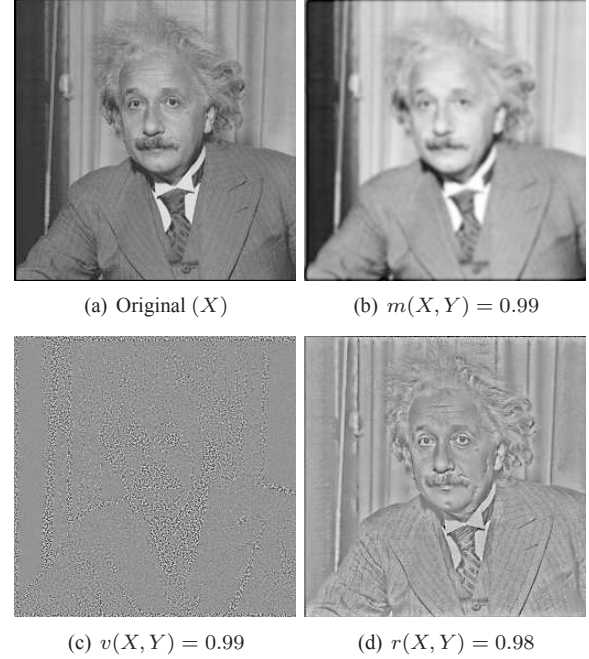 (a) Original (X)
(b) m(X, Y) = 0.99
(c) v(X, Y) = 0.99
(d) r(X, Y) = 0.98